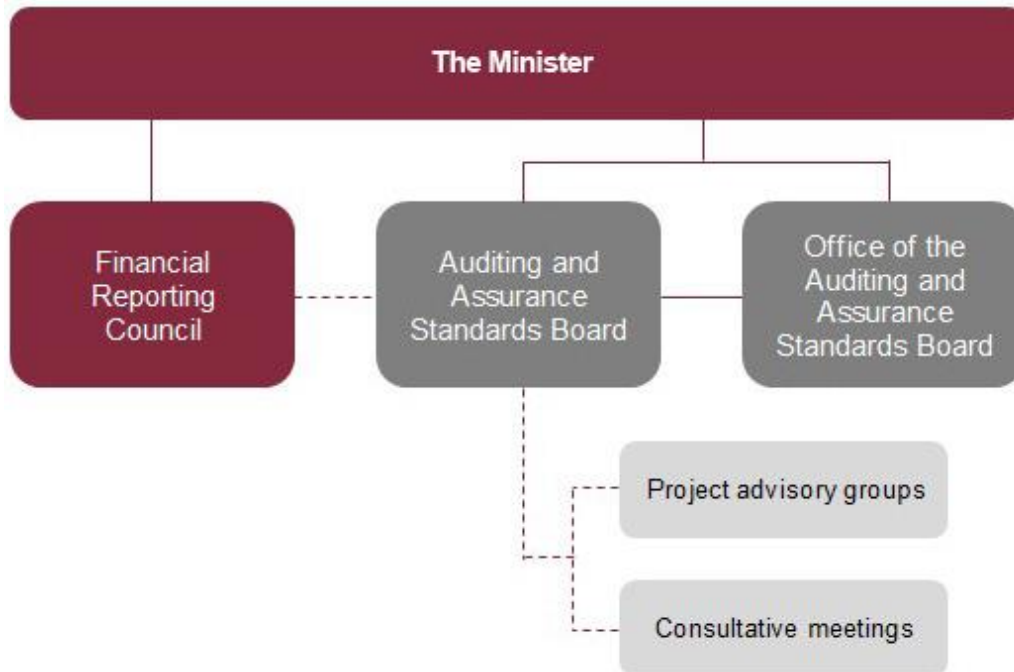 The Minister
Financial
Reporting
Council
Auditing and
Assurance
Standards Board
Office of the
Auditing and
Assurance
Standards Board
Project advisory groups
Consultative meetings